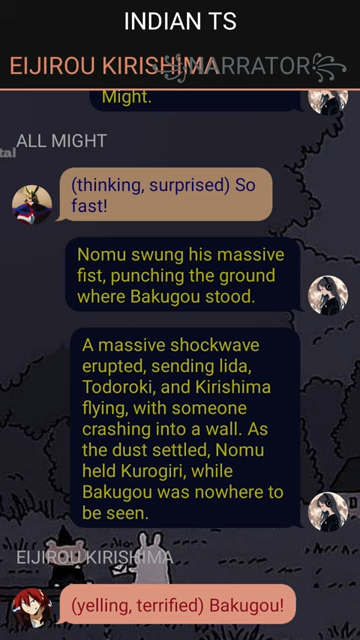 INDIAN TS
EIJIROU KIRISHIMA NARRATOR
Might.
tal
ALL MIGHT
(thinking, surprised) So
fast!
Nomu swung his massive
fist, punching the ground
where Bakugou stood.
A massive shockwave
erupted, sending Iida,
Todoroki, and Kirishima
flying, with someone
crashing into a wall. As
the dust settled, Nomu
held Kurogiri, while
Bakugou was nowhere to
be seen.
EIJIROU KIRISHIMA
(yelling, terrified) Bakugou!